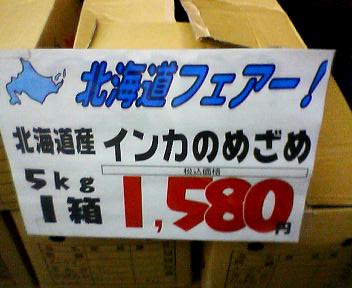 北海道フェアー!
北海道産 インカのめざめ
税込価格
5kg
1箱 1,580円